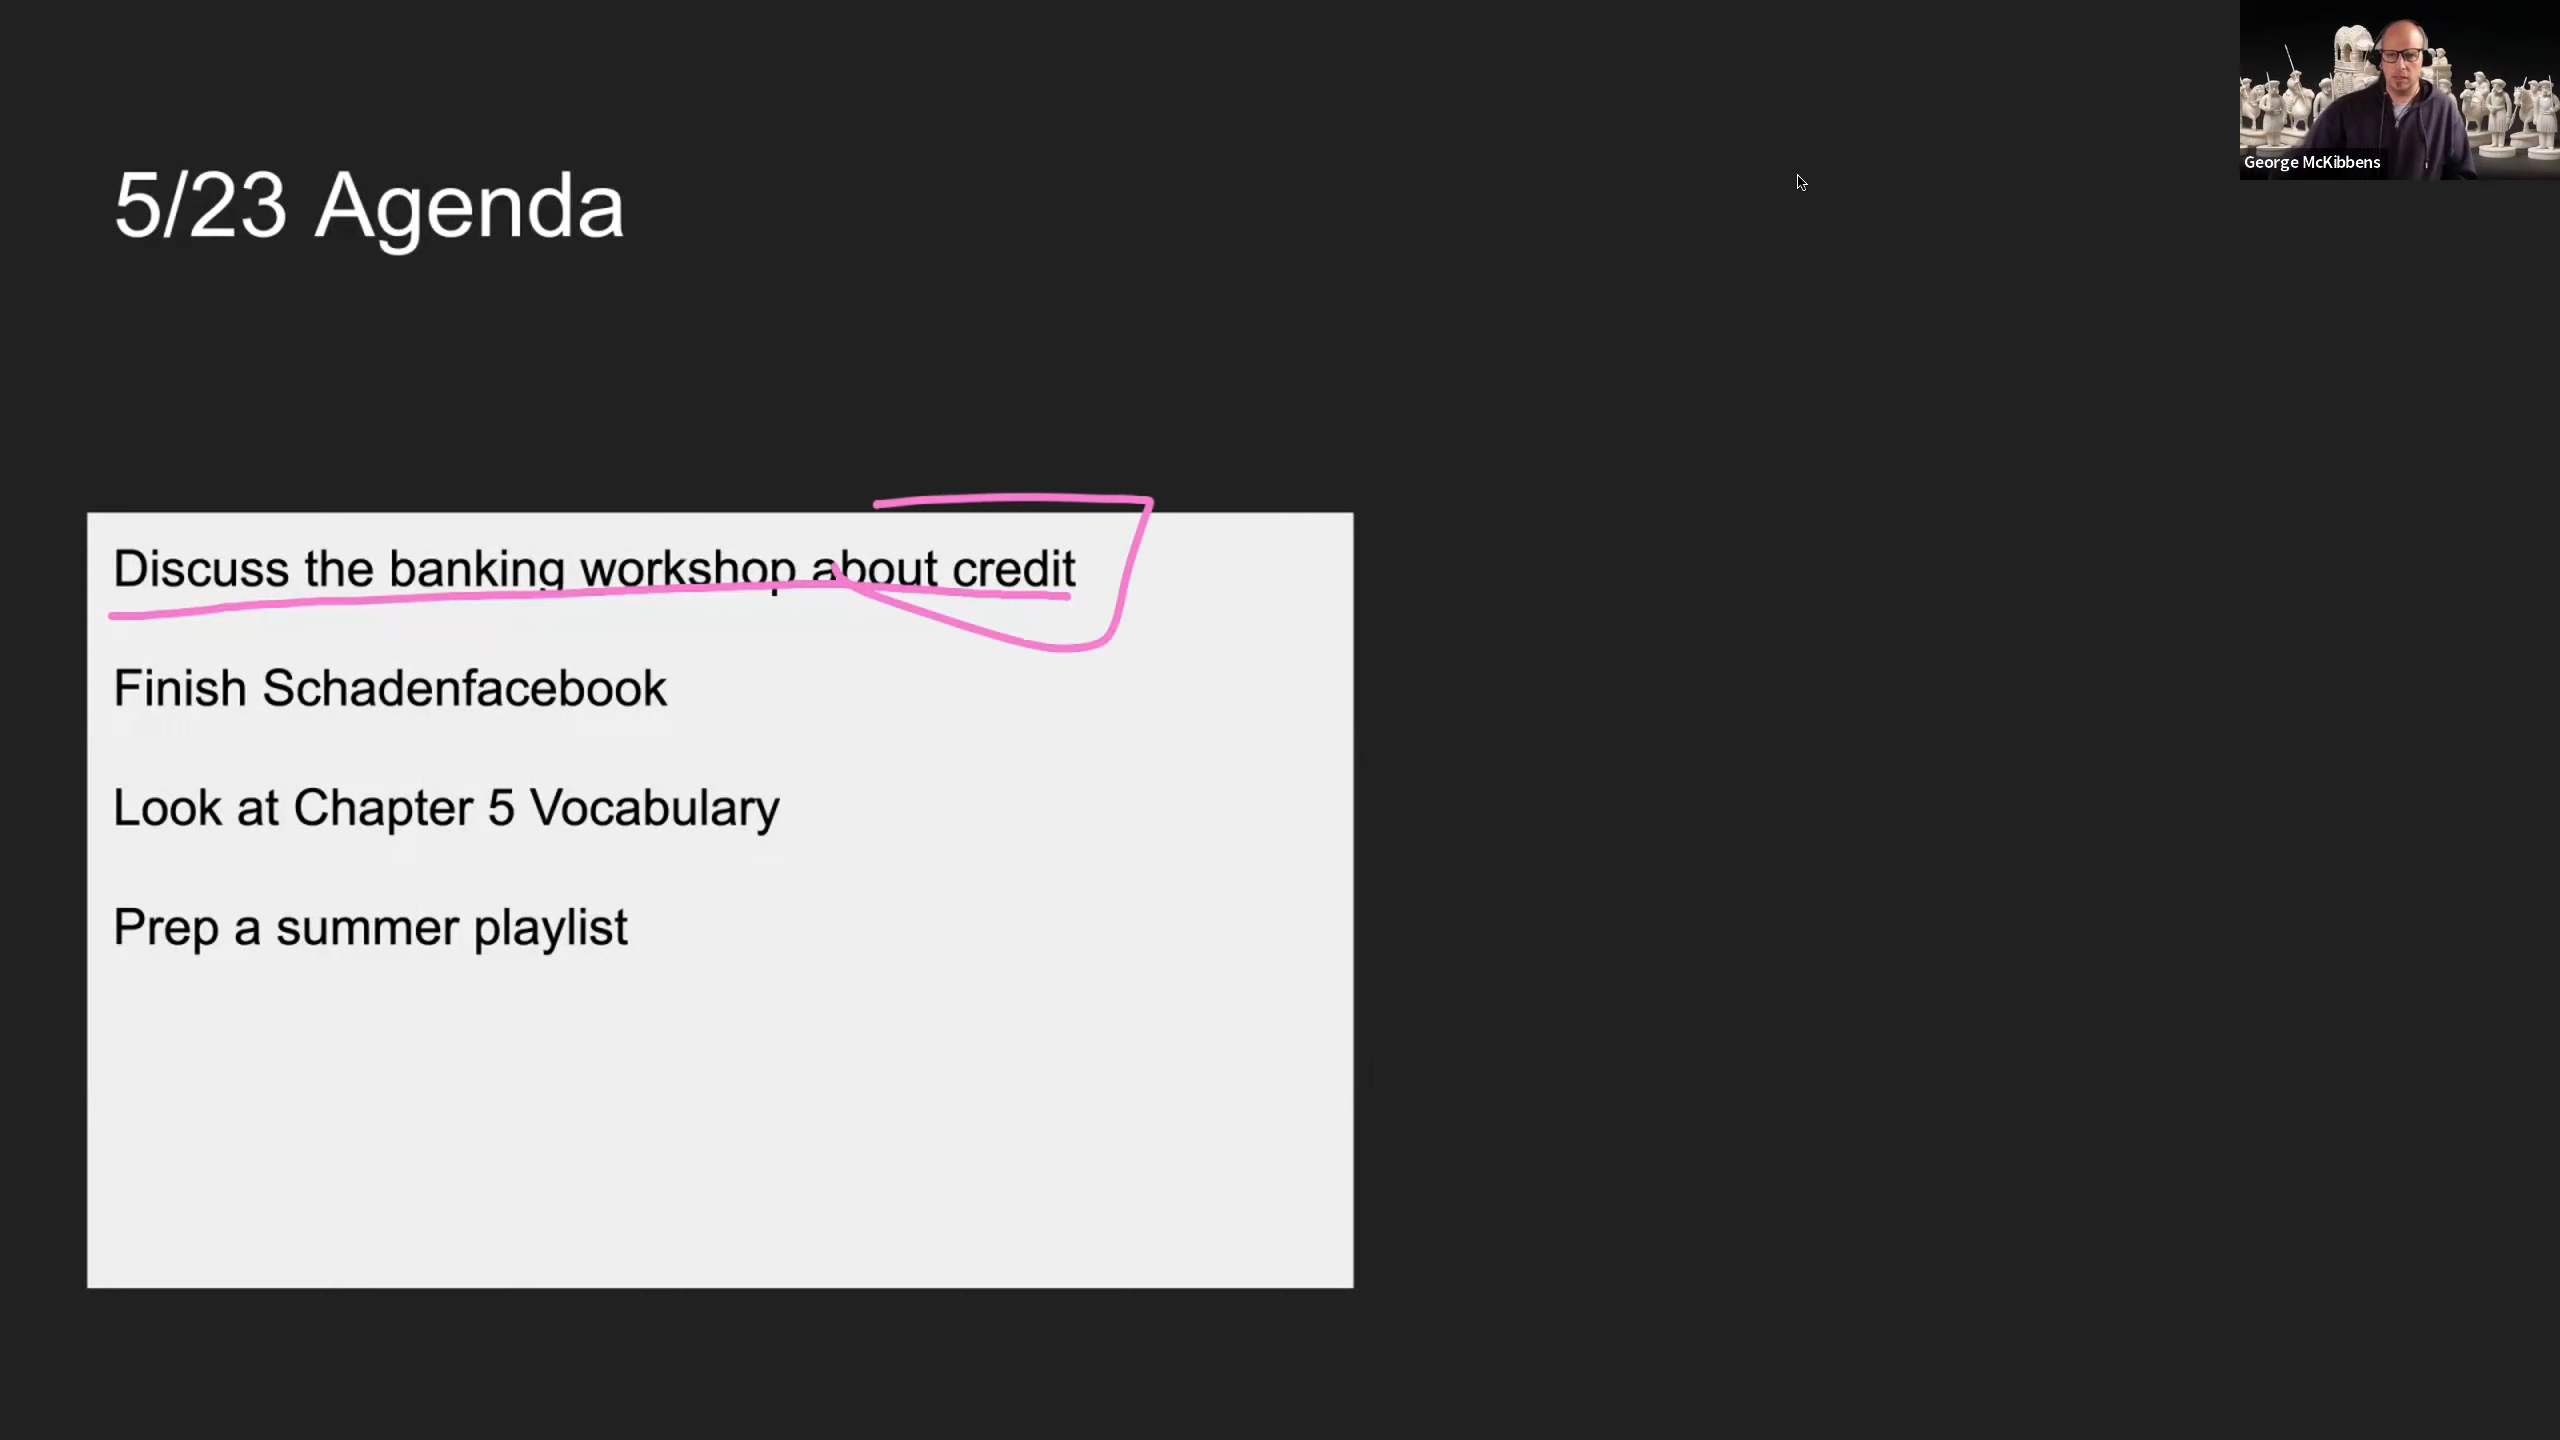 5/23 Agenda
George McKibbens
Discuss the banking workshop about credit
Finish Schadenfacebook
Look at Chapter 5 Vocabulary
Prep a summer playlist